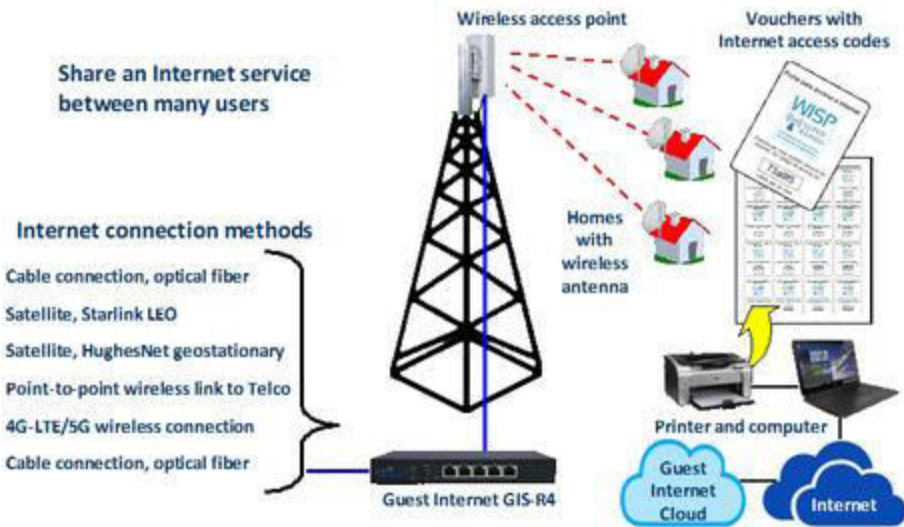 Wireless access point
Vouchers with
Internet access codes
Share an Internet service
between many users
WISP
Homes
with
wireless
antenna
Internet connection methods
Cable connection, optical fiber
Satellite, Starlink LEO
Satellite, HughesNet geostationary
Point-to-point wireless link to Telco
4G-LTE/5G wireless connection
Cable connection, optical fiber
Guest Internet GIS-R4
Printer and computer
Guest
Internet
Cloud
Internet